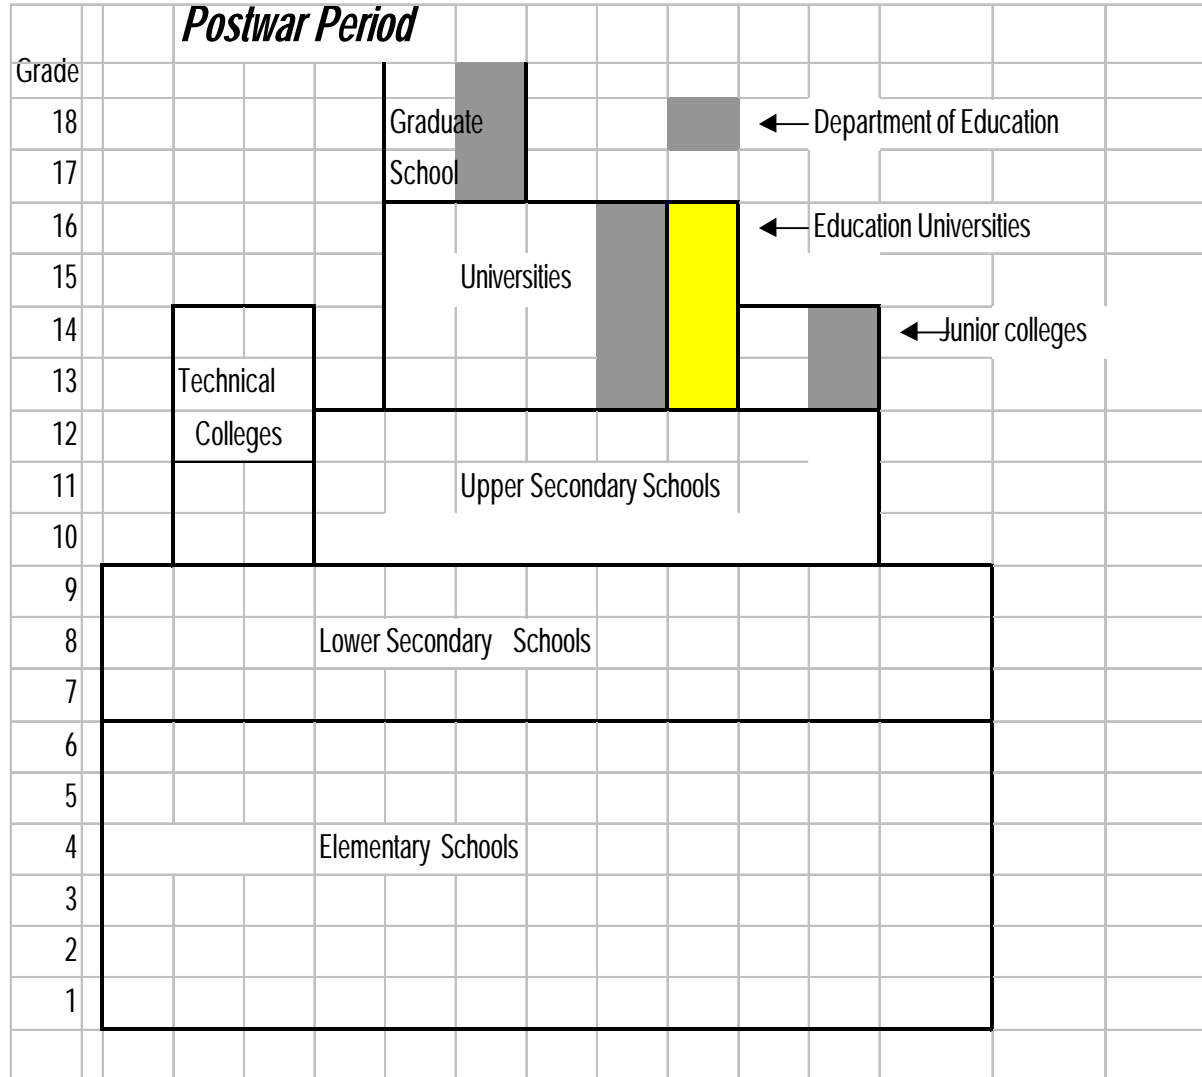 Postwar Period
Grade
18 Graduate Department of Education
17 School
16 Education Universities
15 Universities
14 Junior colleges
13 Technical
12 Colleges
11 Upper Secondary Schools
10
9
8 Lower Secondary Schools
7
6
5
4 Elementary Schools
3
2
1